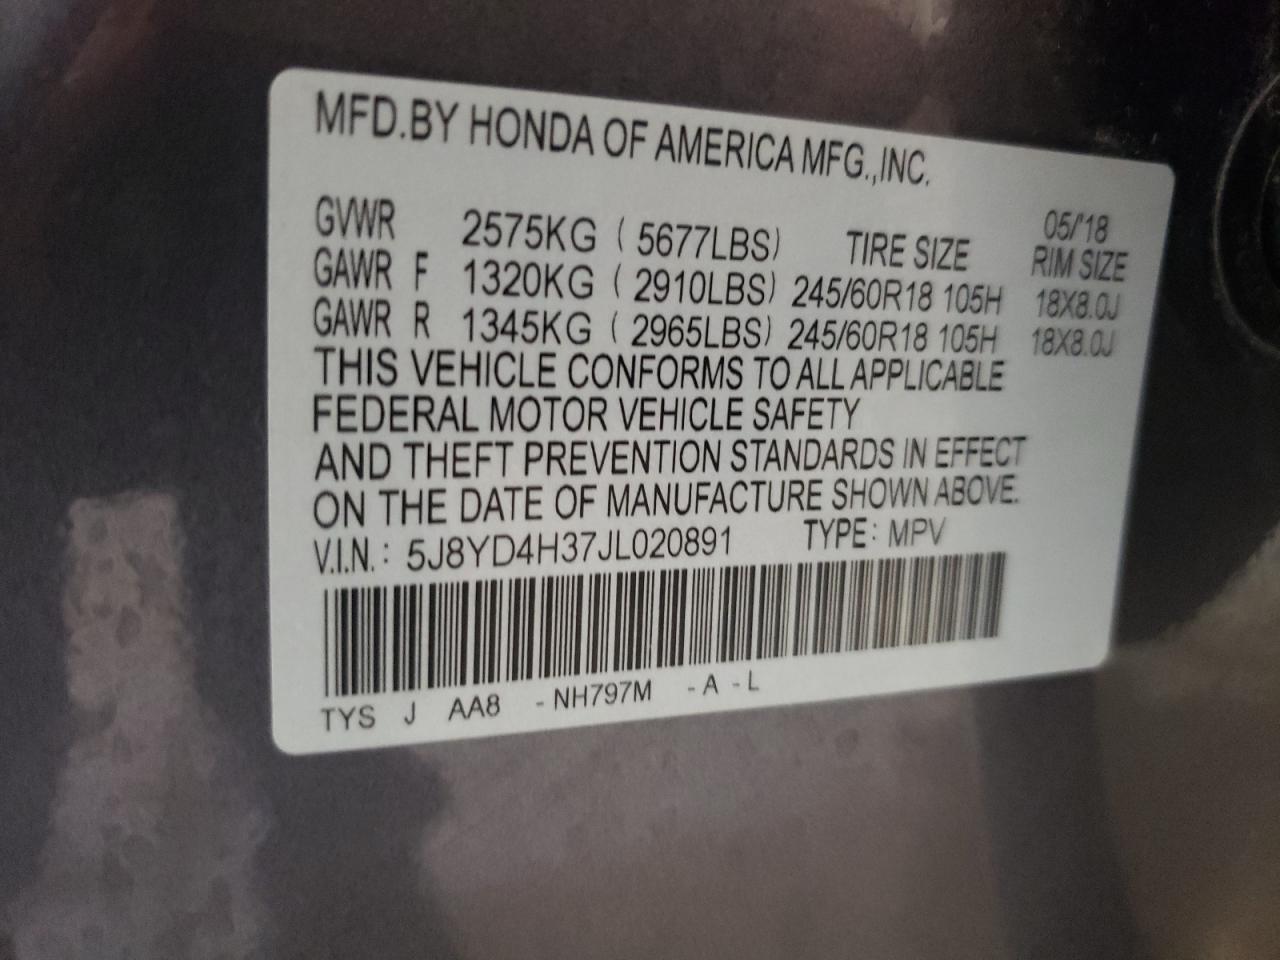 MFD.BY HONDA OF AMERICA MFG.,INC.
05/'18
GVWR 2575KG ( 5677LBS) TIRE SIZE RIM SIZE
GAWR F 1320KG ( 2910LBS) 245/60R18 105H 18X8.0J
GAWR R 1345KG ( 2965LBS) 245/60R18 105H 18X8.0J
THIS VEHICLE CONFORMS TO ALL APPLICABLE
FEDERAL MOTOR VEHICLE SAFETY
AND THEFT PREVENTION STANDARDS IN EFFECT
ON THE DATE OF MANUFACTURE SHOWN ABOVE.
V.I.N.: 5J8YD4H37JL020891 TYPE: MPV
TYS J AA8 -NH797M -A -L